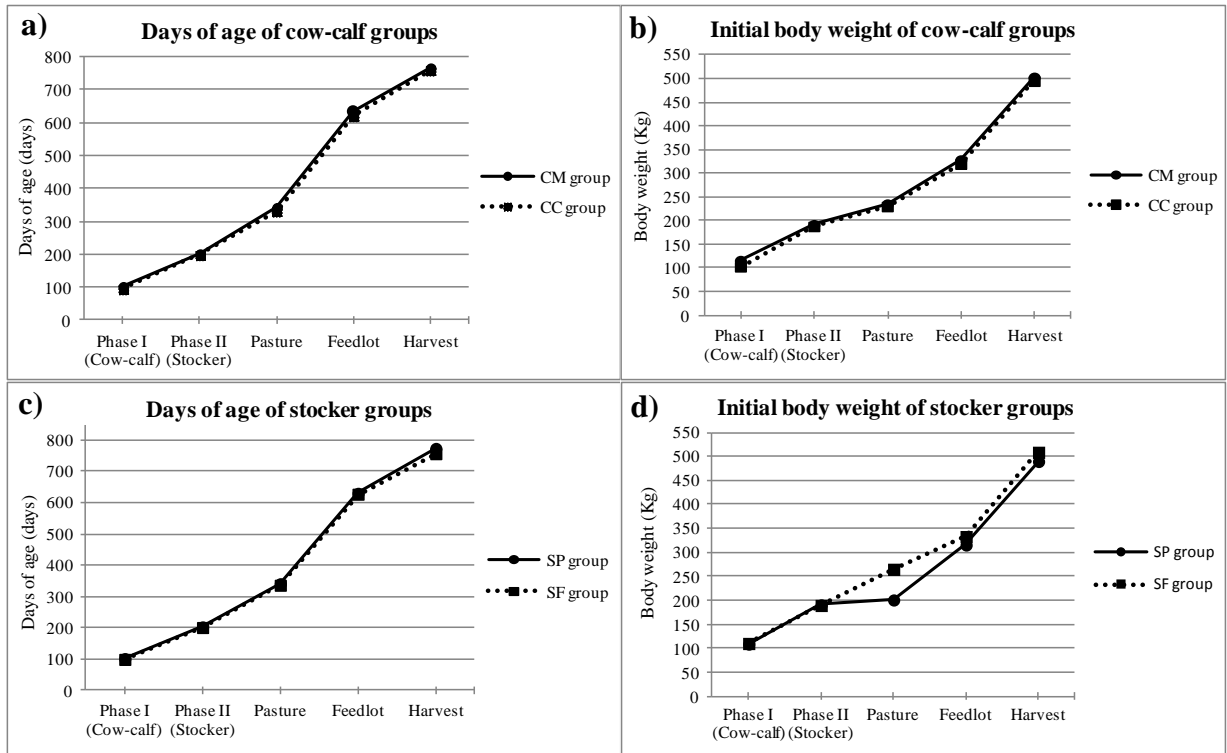 a)
Days of age of cow-calf groups
Days of age (days)
800
700
600
500
400
300
200
100
0
Phase I
(Cow-calf)
Phase II
(Stocker)
Pasture
Feedlot
Harvest
CM group
CC group
b)
Initial body weight of cow-calf groups
Body weight (Kg)
550
500
450
400
350
300
250
200
150
100
50
0
Phase I
(Cow-calf)
Phase II
(Stocker)
Pasture
Feedlot
Harvest
CM group
CC group
c)
Days of age of stocker groups
Days of age (days)
800
700
600
500
400
300
200
100
0
Phase I
(Cow-calf)
Phase II
(Stocker)
Pasture
Feedlot
Harvest
SP group
SF group
d)
Initial body weight of stocker groups
Body weight (Kg)
550
500
450
400
350
300
250
200
150
100
50
0
Phase I
(Cow-calf)
Phase II
(Stocker)
Pasture
Feedlot
Harvest
SP group
SF group